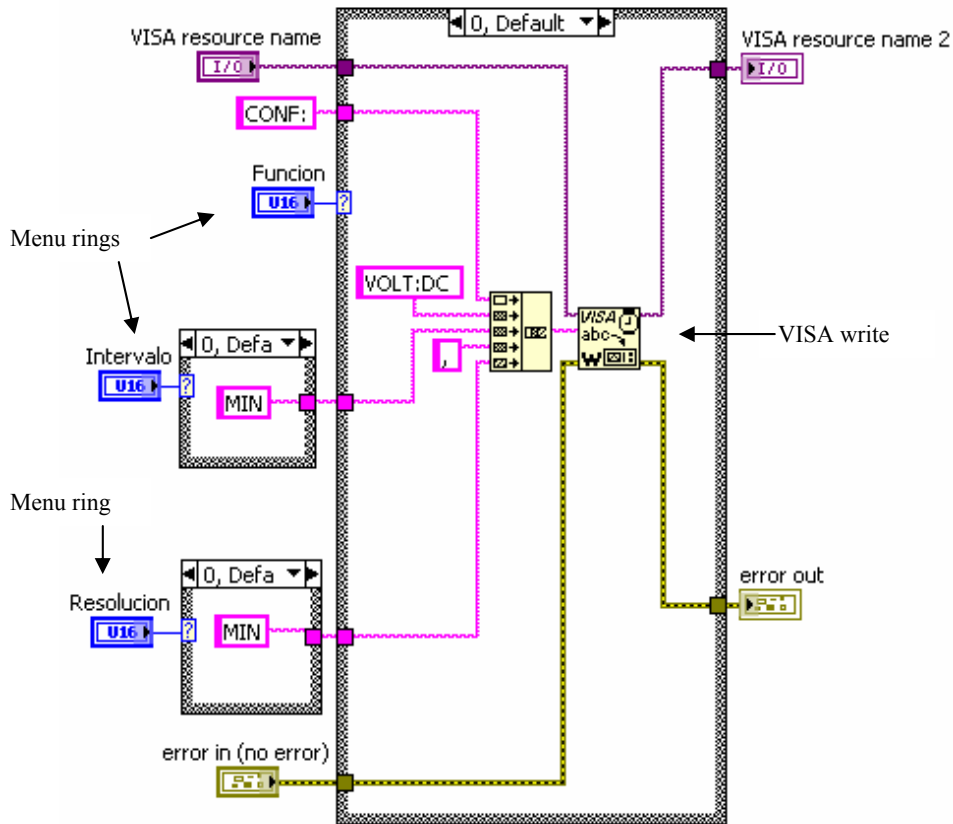 0, Default
VISA resource name
VISA resource name 2
I/O
I/O
CONF:
Funcion
U16
?
Menu rings
VOLT:DC
VISA
abc
W
VISA write
0, Defa
Intervalo
U16
?
MIN
,
Menu ring
0, Defa
Resolucion
U16
?
MIN
error out
error in (no error)